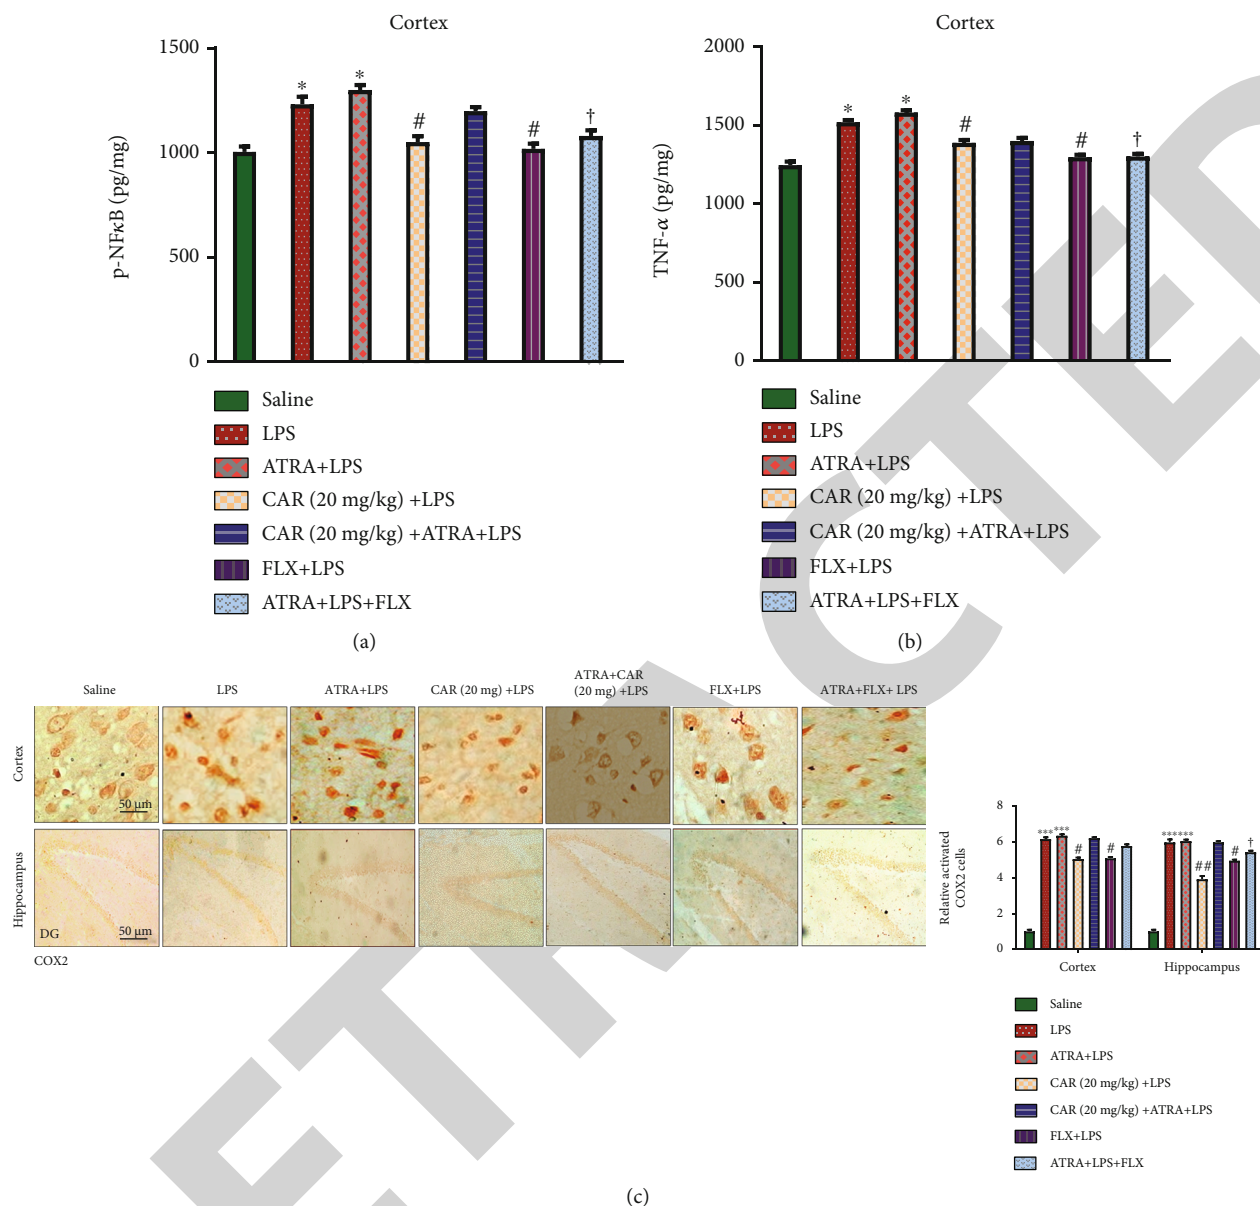 Cortex
p-NFκB (pg/mg)
1500
1000
500
0
*
*
#
#
†
Saline
LPS
ATRA+LPS
CAR (20 mg/kg) +LPS
CAR (20 mg/kg) +ATRA+LPS
FLX+LPS
ATRA+LPS+FLX
(a)
Cortex
TNF-α (pg/mg)
2000
1500
1000
500
0
*
*
#
#
†
Saline
LPS
ATRA+LPS
CAR (20 mg/kg) +LPS
CAR (20 mg/kg) +ATRA+LPS
FLX+LPS
ATRA+LPS+FLX
(b)
Saline
LPS
ATRA+LPS
CAR (20 mg) +LPS
ATRA+CAR
(20 mg) +LPS
FLX+LPS
ATRA+FLX+ LPS
Cortex
50 μm
Hippocampus
DG
50 μm
COX2
Relative activated
COX2 cells
8
6
4
2
0
***
***
#
#
***
***
##
#
†
Cortex
Hippocampus
Saline
LPS
ATRA+LPS
CAR (20 mg/kg) +LPS
CAR (20 mg/kg) +ATRA+LPS
FLX+LPS
ATRA+LPS+FLX
(c)